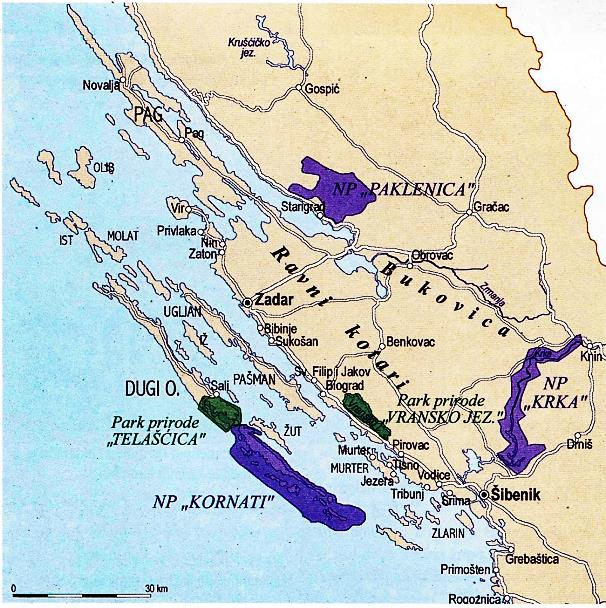 Kruščičko
jez.
Novalja
Gospić
PAG
Pag
OLIB
NP „PAKLENICA”
Starigrad
Gračac
Vir
Privlaka
IST
MOLAT
Nin
Zaton
Obrovac
Ravni kotari
Bukovica
Zrmanja
Zadar
UGLJAN
Bibinje
Sukošan
IŽ
Benkovac
Knin
Krka
DUGI O.
Sali
PAŠMAN
Sv. Filip i Jakov
Biograd
NP
„KRKA”
Park prirode
„TELAŠĆICA”
Park prirode
„VRANSKO JEZ.”
ŽUT
Drniš
Pirovac
Murter
MURTER
Tisno
Jezera
Vodice
Tribunj
Srima
Šibenik
NP „KORNATI”
ZLARIN
Grebaštica
Primošten
Rogoznica
0 30 km